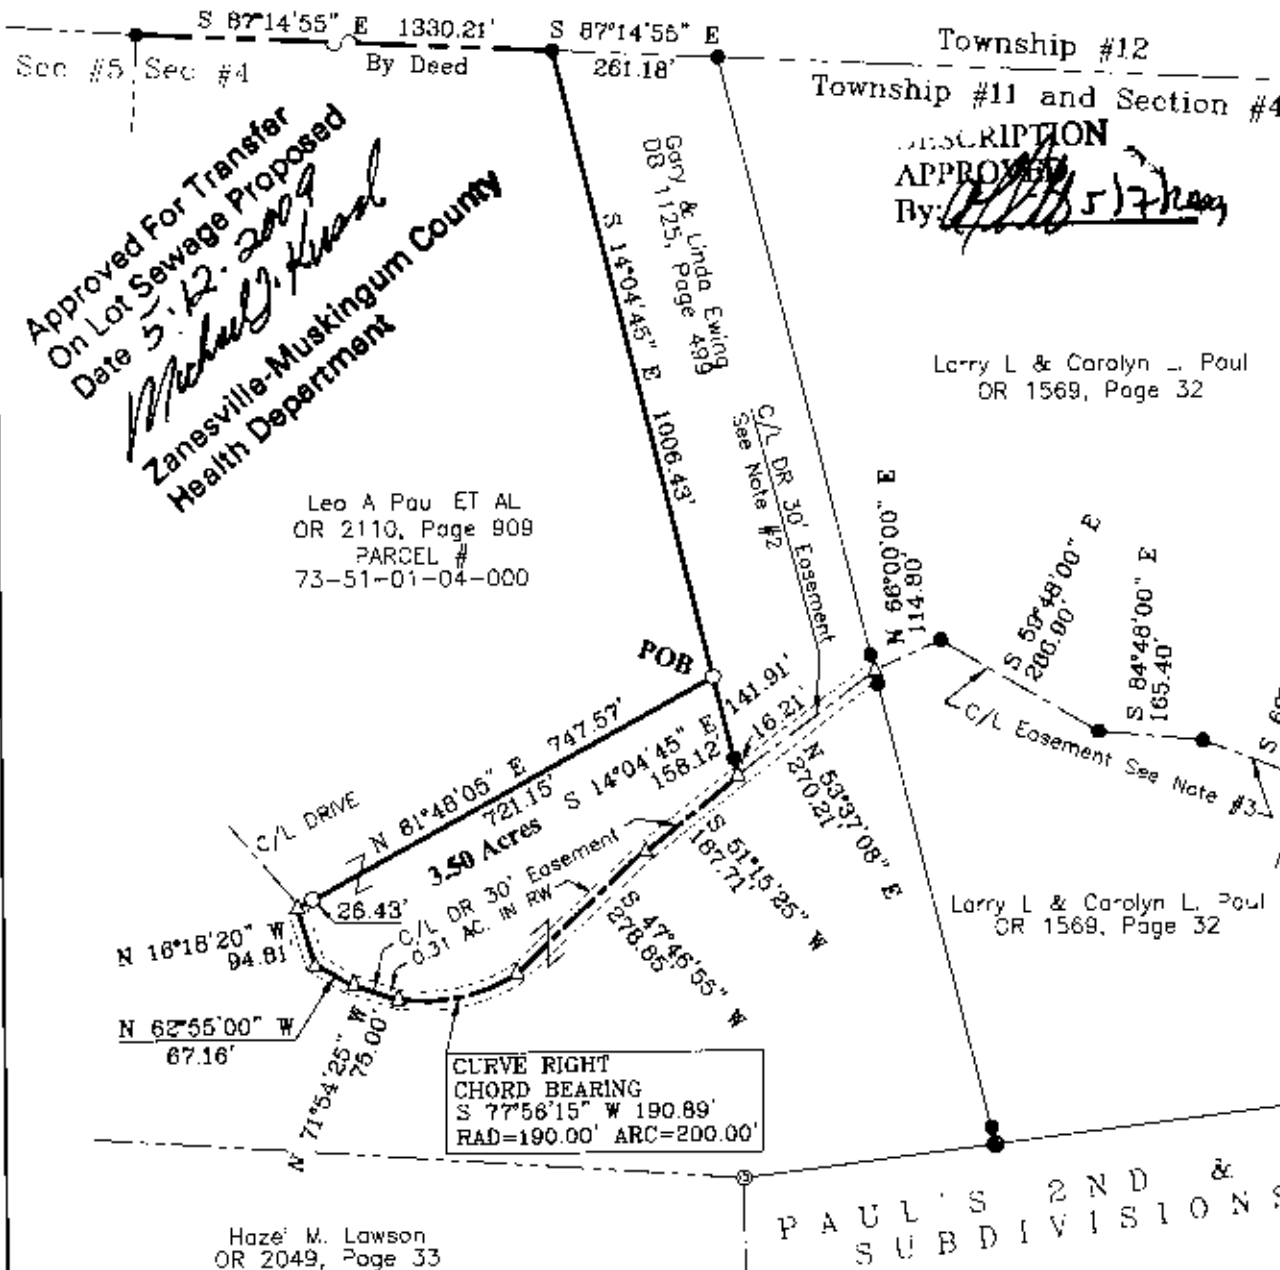 S 87°14'55" E 1330.21'
By Deed
S 87°14'55" E
261.18'
Township #12
Township #11 and Section #4
Sec #5 Sec #4
Approved For Transfer
On Lot Sewage Proposed
Date 5.12.2009
Zanesville-Muskingum County
Health Department
APPROVED
By:
Gary & Linda Ewing
1125, Page 499
S 14°04'45" E 1006.43'
C/L DR 30' Easement
See Note #2
Larry L & Carolyn L. Paul
OR 1569, Page 32
Leo A Pau ET AL
OR 2110, Page 909
PARCEL #
73-51-01-04-000
POB
N 66°00'00" E
114.80'
S 59°48'00" E
S 84°48'00" E
165.40'
C/L Easement See Note #3
141.91'
16.21'
S 14°04'45" E
158.12'
N 81°48'05" E 747.57'
721.15'
3.50 Acres
26.43'
C/L DRIVE
C/L DR 30' Easement
0.31 AC. IN RW
N 53°37'08" E
270.21'
S 51°15'25" W
187.71'
S 47°46'55" W
278.85'
N 16°18'20" W
94.81'
N 62°55'00" W
67.16'
N 71°54'25" W
75.00'
CURVE RIGHT
CHORD BEARING
S 77°56'15" W 190.89'
RAD=190.00' ARC=200.00'
Larry L & Carolyn L. Paul
OR 1569, Page 32
Hazel M. Lawson
OR 2049, Page 33
PAUL'S 2ND &
SUBDIVISIONS